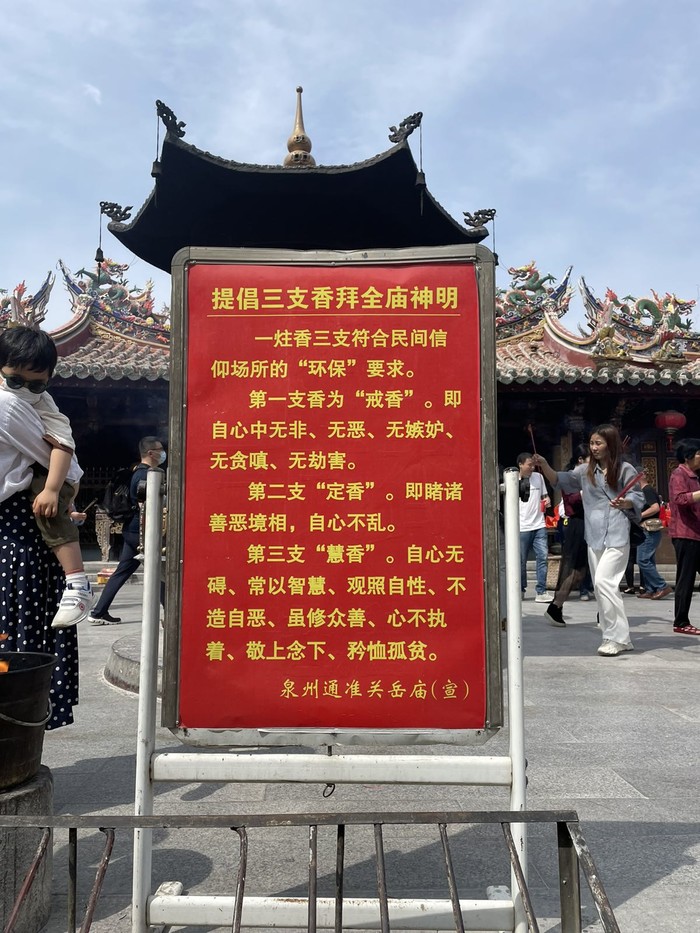 提倡三支香拜全庙神明
一炷香三支符合民间信
仰场所的“环保”要求。
第一支香为“戒香”。即
自心中无非、无恶、无嫉妒、
无贪嗔、无劫害。
第二支“定香”。即睹诸
善恶境相，自心不乱。
第三支“慧香”。自心无
碍、常以智慧、观照自性、不
造自恶、虽修众善、心不执
着、敬上念下、矜恤孤贫。
泉州通准关岳庙(宣)